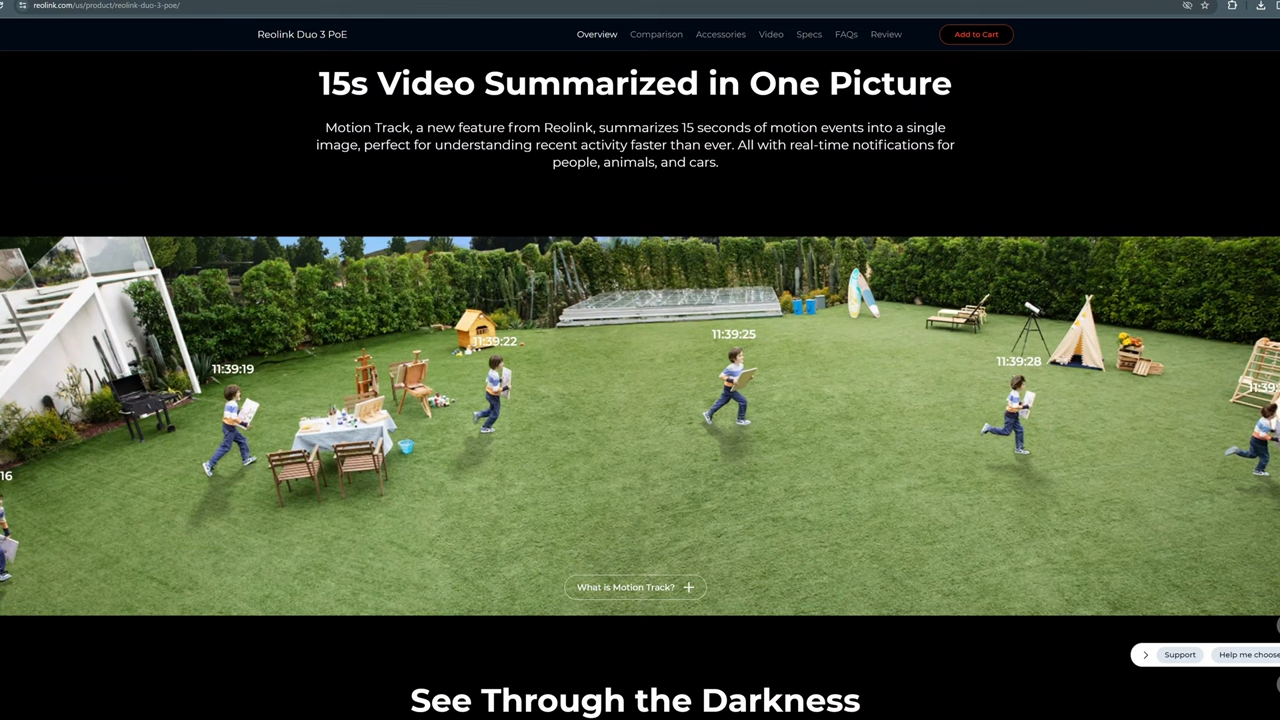 reolink.com/us/product/reolink-duo-3-poe/
Reolink Duo 3 PoE
Overview
Comparison
Accessories
Video
Specs
FAQs
Review
Add to Cart
15s Video Summarized in One Picture
Motion Track, a new feature from Reolink, summarizes 15 seconds of motion events into a single
image, perfect for understanding recent activity faster than ever. All with real-time notifications for
people, animals, and cars.
11:39:25
11:39:22
11:39:28
11:39:19
16
What is Motion Track?
Support
Help me choose
See Through the Darkness